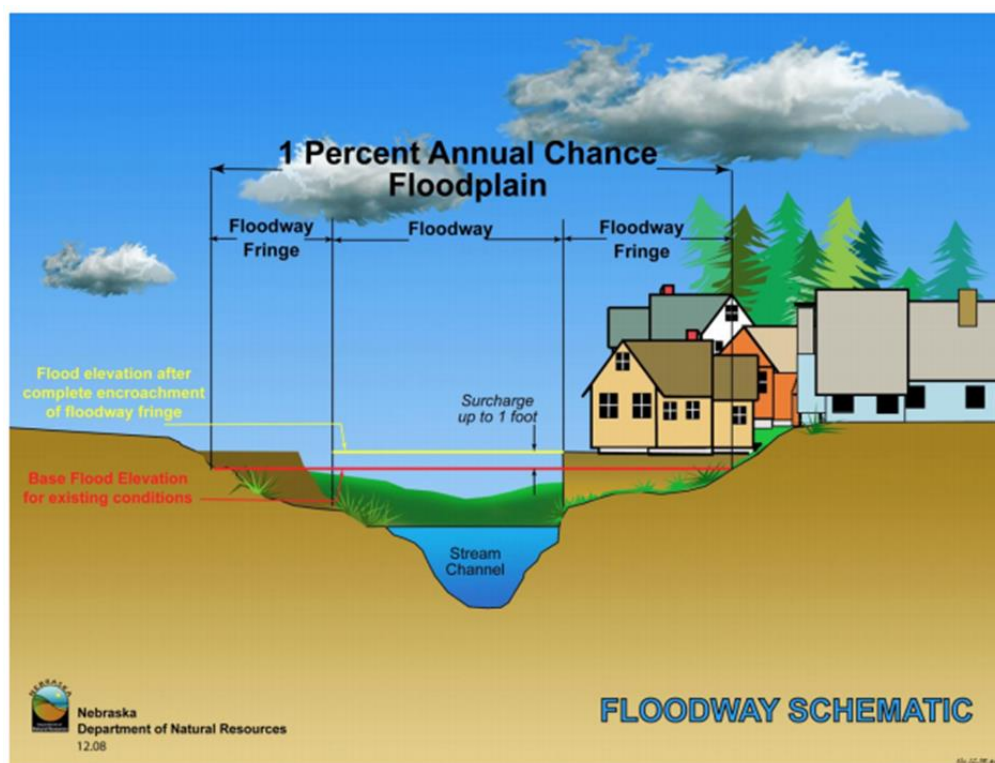 1 Percent Annual Chance
Floodplain
Floodway
Fringe
Floodway
Floodway
Fringe
Flood elevation after
complete encroachment
of floodway fringe
Surcharge
up to 1 foot
Base Flood Elevation
for existing conditions
Stream
Channel
NEBRASKA
Nebraska
Department of Natural Resources
12.08
FLOODWAY SCHEMATIC